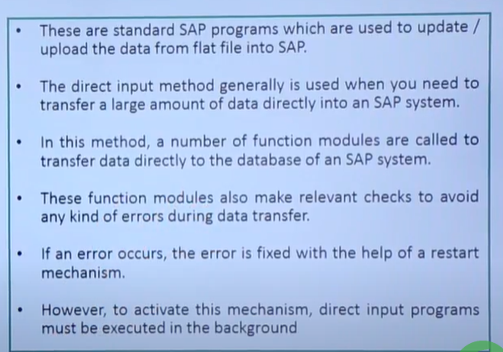 • These are standard SAP programs which are used to update /
upload the data from flat file into SAP.
• The direct input method generally is used when you need to
transfer a large amount of data directly into an SAP system.
• In this method, a number of function modules are called to
transfer data directly to the database of an SAP system.
• These function modules also make relevant checks to avoid
any kind of errors during data transfer.
• If an error occurs, the error is fixed with the help of a restart
mechanism.
• However, to activate this mechanism, direct input programs
must be executed in the background